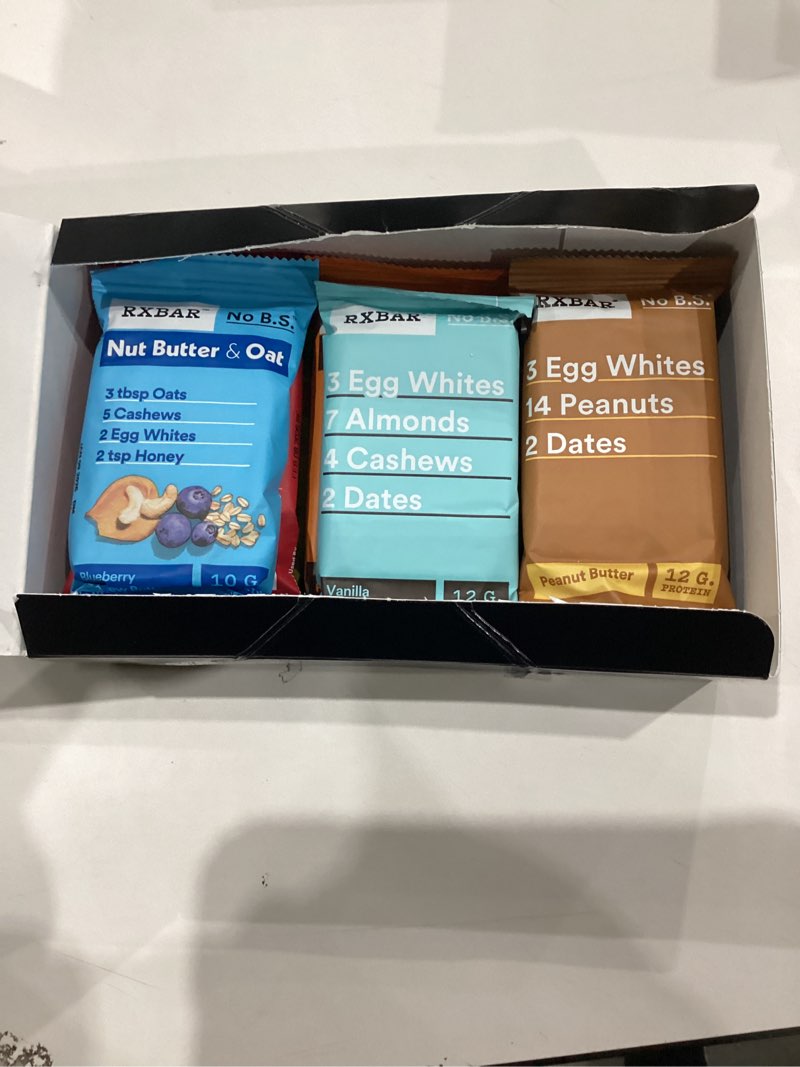 RXBAR
No B.S.
Nut Butter & Oat
3 tbsp Oats
5 Cashews
2 Egg Whites
2 tsp Honey
Blueberry
10 G.
RXBAR
No B.S.
3 Egg Whites
7 Almonds
4 Cashews
2 Dates
Vanilla
12 G.
RXBAR
No B.S.
3 Egg Whites
14 Peanuts
2 Dates
Peanut Butter
12 G.
PROTEIN